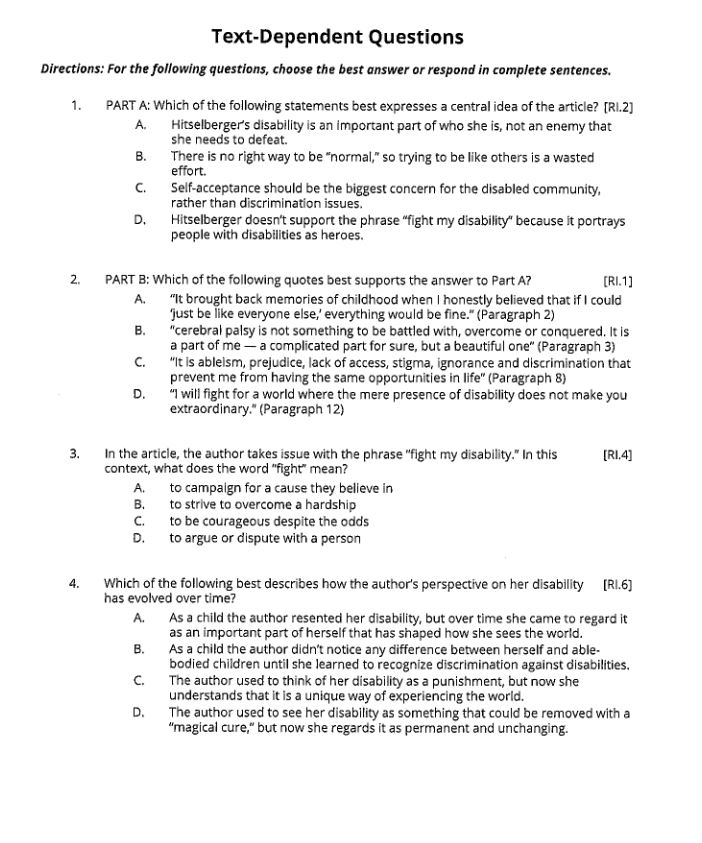 Text-Dependent Questions
Directions: For the following questions, choose the best answer or respond in complete sentences.
1. PART A: Which of the following statements best expresses a central idea of the article? [RI.2]
A. Hitselberger's disability is an important part of who she is, not an enemy that
she needs to defeat.
B. There is no right way to be "normal," so trying to be like others is a wasted
effort.
C. Self-acceptance should be the biggest concern for the disabled community,
rather than discrimination issues.
D. Hitselberger doesn't support the phrase "fight my disability" because it portrays
people with disabilities as heroes.
2. PART B: Which of the following quotes best supports the answer to Part A? [RI.1]
A. "It brought back memories of childhood when I honestly believed that if I could
'just be like everyone else,' everything would be fine." (Paragraph 2)
B. "cerebral palsy is not something to be battled with, overcome or conquered. It is
a part of me — a complicated part for sure, but a beautiful one" (Paragraph 3)
C. "It is ableism, prejudice, lack of access, stigma, ignorance and discrimination that
prevent me from having the same opportunities in life" (Paragraph 8)
D. "I will fight for a world where the mere presence of disability does not make you
extraordinary." (Paragraph 12)
3. In the article, the author takes issue with the phrase "fight my disability." In this [RI.4]
context, what does the word "fight" mean?
A. to campaign for a cause they believe in
B. to strive to overcome a hardship
C. to be courageous despite the odds
D. to argue or dispute with a person
4. Which of the following best describes how the author's perspective on her disability [RI.6]
has evolved over time?
A. As a child the author resented her disability, but over time she came to regard it
as an important part of herself that has shaped how she sees the world.
B. As a child the author didn't notice any difference between herself and able-
bodied children until she learned to recognize discrimination against disabilities.
C. The author used to think of her disability as a punishment, but now she
understands that it is a unique way of experiencing the world.
D. The author used to see her disability as something that could be removed with a
"magical cure," but now she regards it as permanent and unchanging.